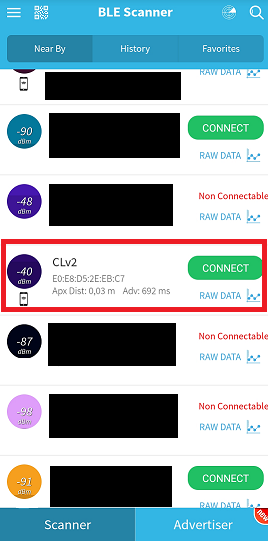 BLE Scanner
Near By
History
Favorites
RAW DATA
-90
dBm
CONNECT
RAW DATA
-48
dBm
Non Connectable
RAW DATA
-40
dBm
CLv2
E0:E8:D5:2E:EB:C7
Apx Dist: 0,03 m Adv: 692 ms
CONNECT
RAW DATA
-87
dBm
Non Connectable
RAW DATA
-98
dBm
Non Connectable
RAW DATA
-91
dBm
CONNECT
RAW DATA
Scanner
Advertiser
new